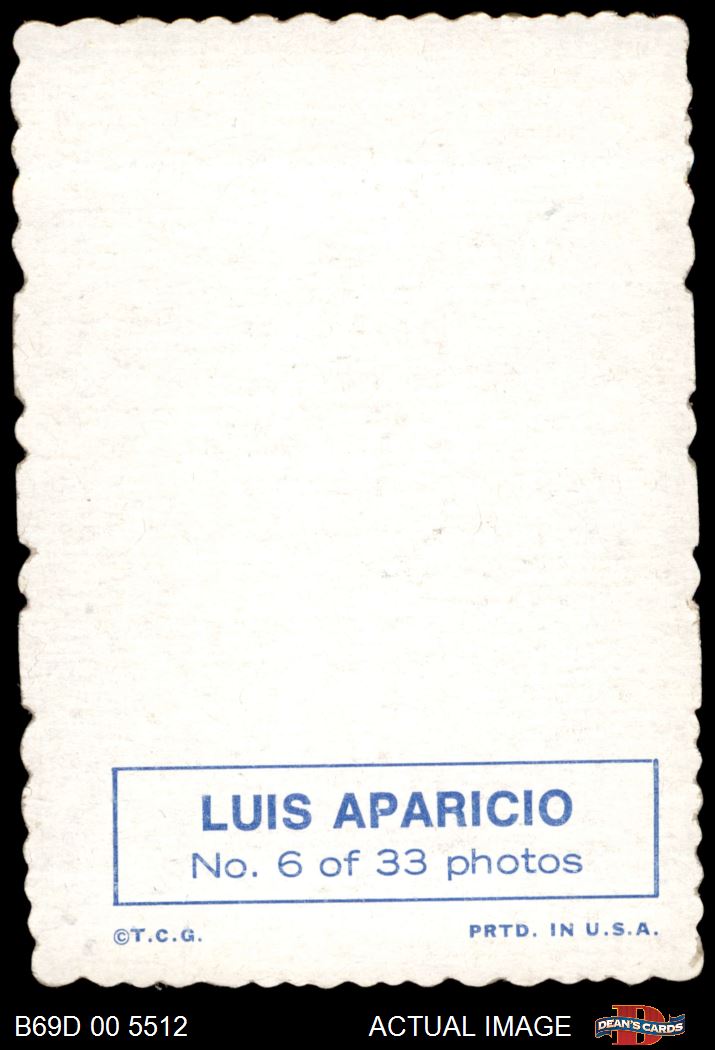 LUIS APARICIO
No. 6 of 33 photos
©T.C.G. PRTD. IN U.S.A.
B69D 00 5512 ACTUAL IMAGE DEAN'S CARDS